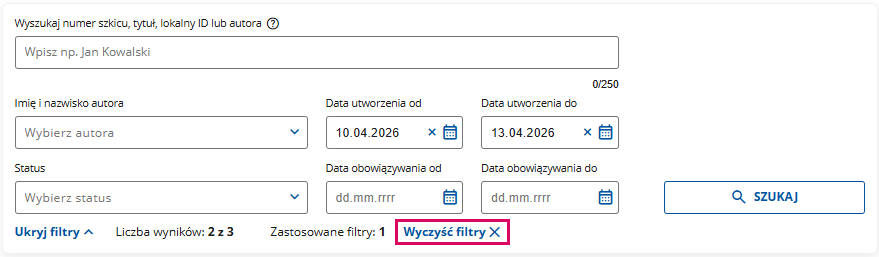 Wyszukaj numer szkicu, tytuł, lokalny ID lub autora
Wpisz np. Jan Kowalski
0/250
Imię i nazwisko autora
Data utworzenia od
Data utworzenia do
Wybierz autora
10.04.2026
13.04.2026
Status
Data obowiązywania od
Data obowiązywania do
Wybierz status
dd.mm.rrrr
dd.mm.rrrr
SZUKAJ
Ukryj filtry
Liczba wyników: 2 z 3
Zastosowane filtry: 1
Wyczyść filtry